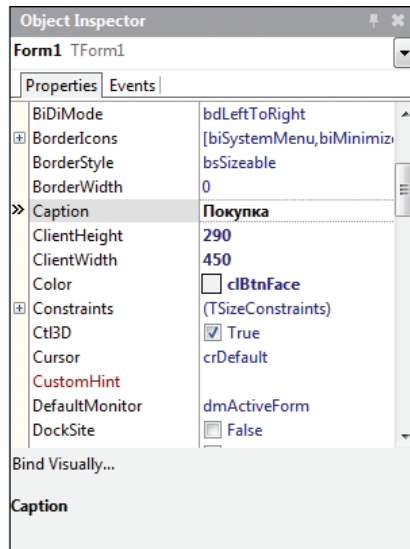 Object Inspector
Form1 TForm1
Properties Events
BiDiMode bdLeftToRight
BorderIcons [biSystemMenu,biMinimiz
BorderStyle bsSizeable
BorderWidth 0
Caption Покупка
ClientHeight 290
ClientWidth 450
Color clBtnFace
Constraints (TSizeConstraints)
Ctl3D True
Cursor crDefault
CustomHint
DefaultMonitor dmActiveForm
DockSite False
Bind Visually...
Caption